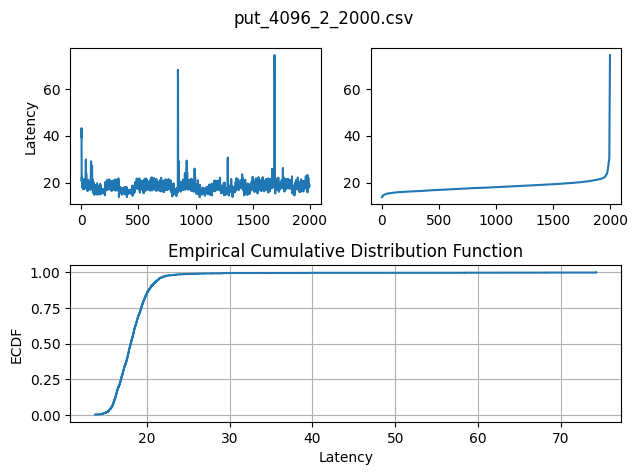 put_4096_2_2000.csv
Latency
60
40
20
0 500 1000 1500 2000
60
40
20
0 500 1000 1500 2000
Empirical Cumulative Distribution Function
ECDF
1.00
0.75
0.50
0.25
0.00
20 30 40 50 60 70
Latency